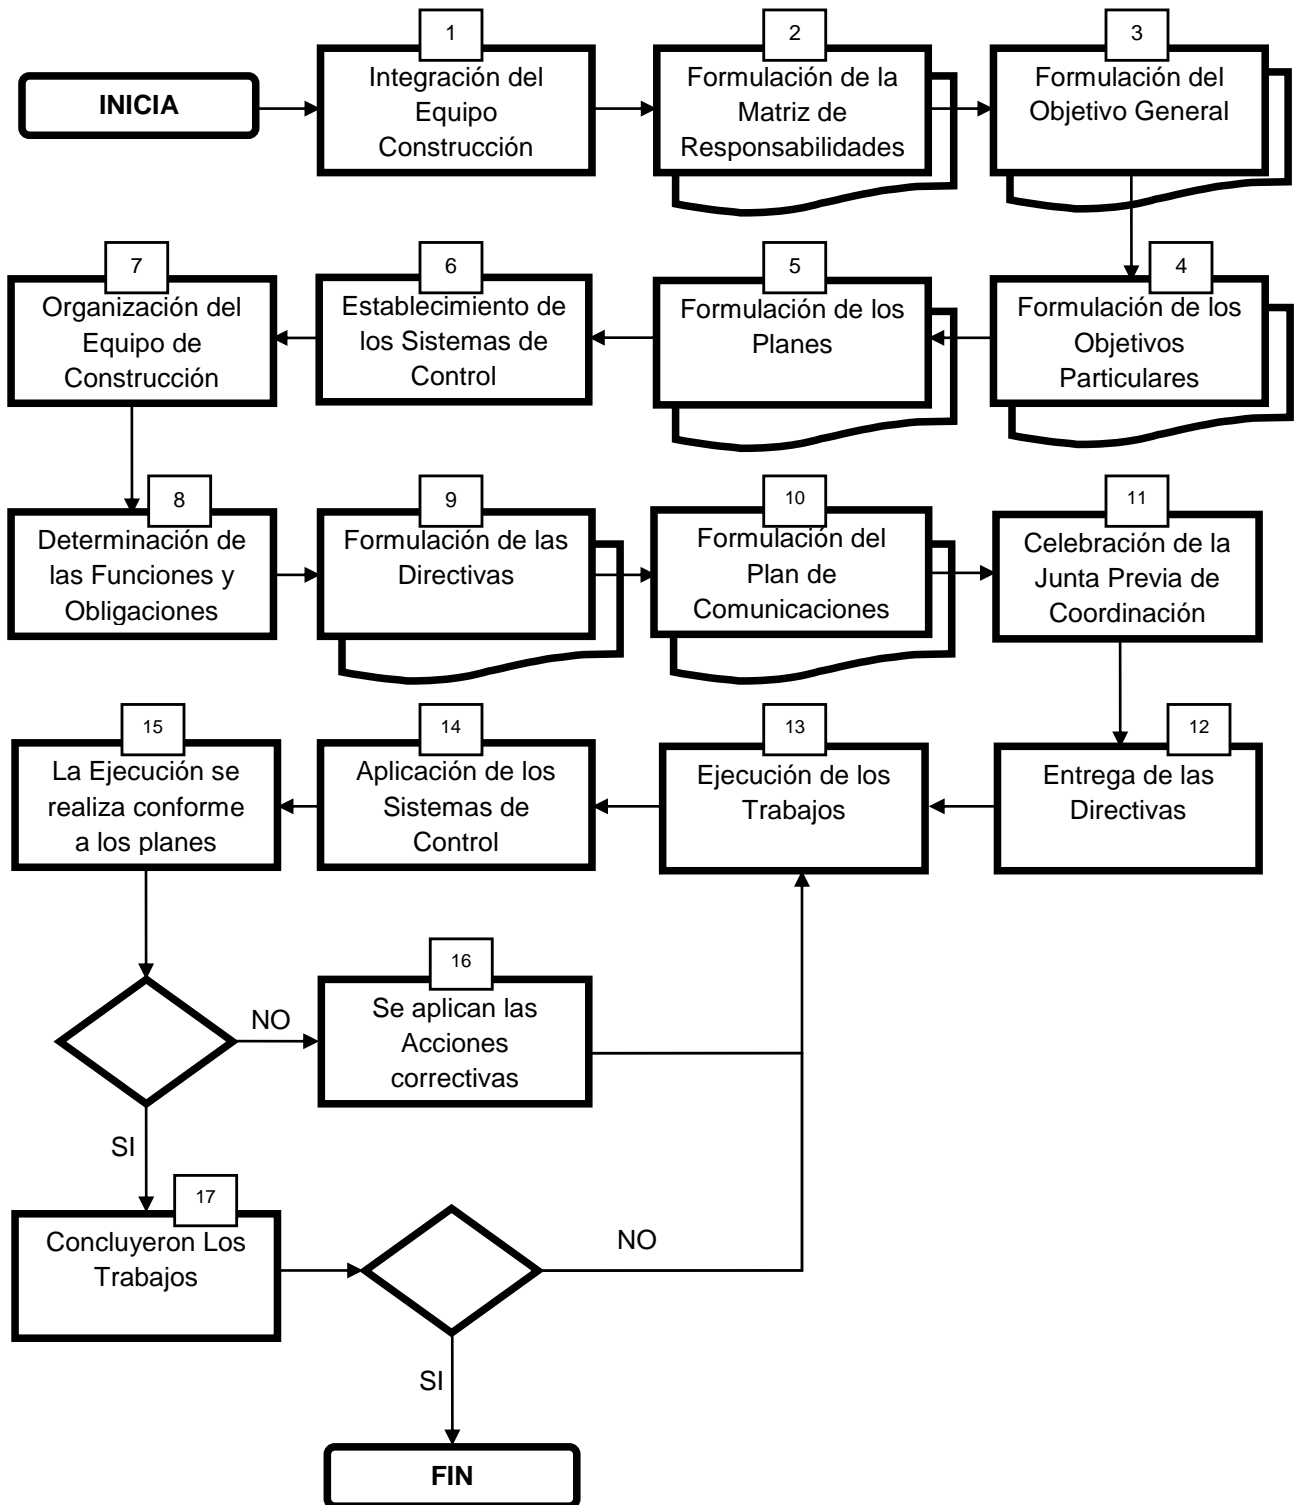 INICIA
1
Integración del
Equipo
Construcción
2
Formulación de la
Matriz de
Responsabilidades
3
Formulación del
Objetivo General
4
Formulación de los
Objetivos
Particulares
5
Formulación de los
Planes
6
Establecimiento de
los Sistemas de
Control
7
Organización del
Equipo de
Construcción
8
Determinación de
las Funciones y
Obligaciones
9
Formulación de las
Directivas
10
Formulación del
Plan de
Comunicaciones
11
Celebración de la
Junta Previa de
Coordinación
12
Entrega de las
Directivas
13
Ejecución de los
Trabajos
14
Aplicación de los
Sistemas de
Control
15
La Ejecución se
realiza conforme
a los planes
NO
16
Se aplican las
Acciones
correctivas
SI
17
Concluyeron Los
Trabajos
NO
SI
FIN